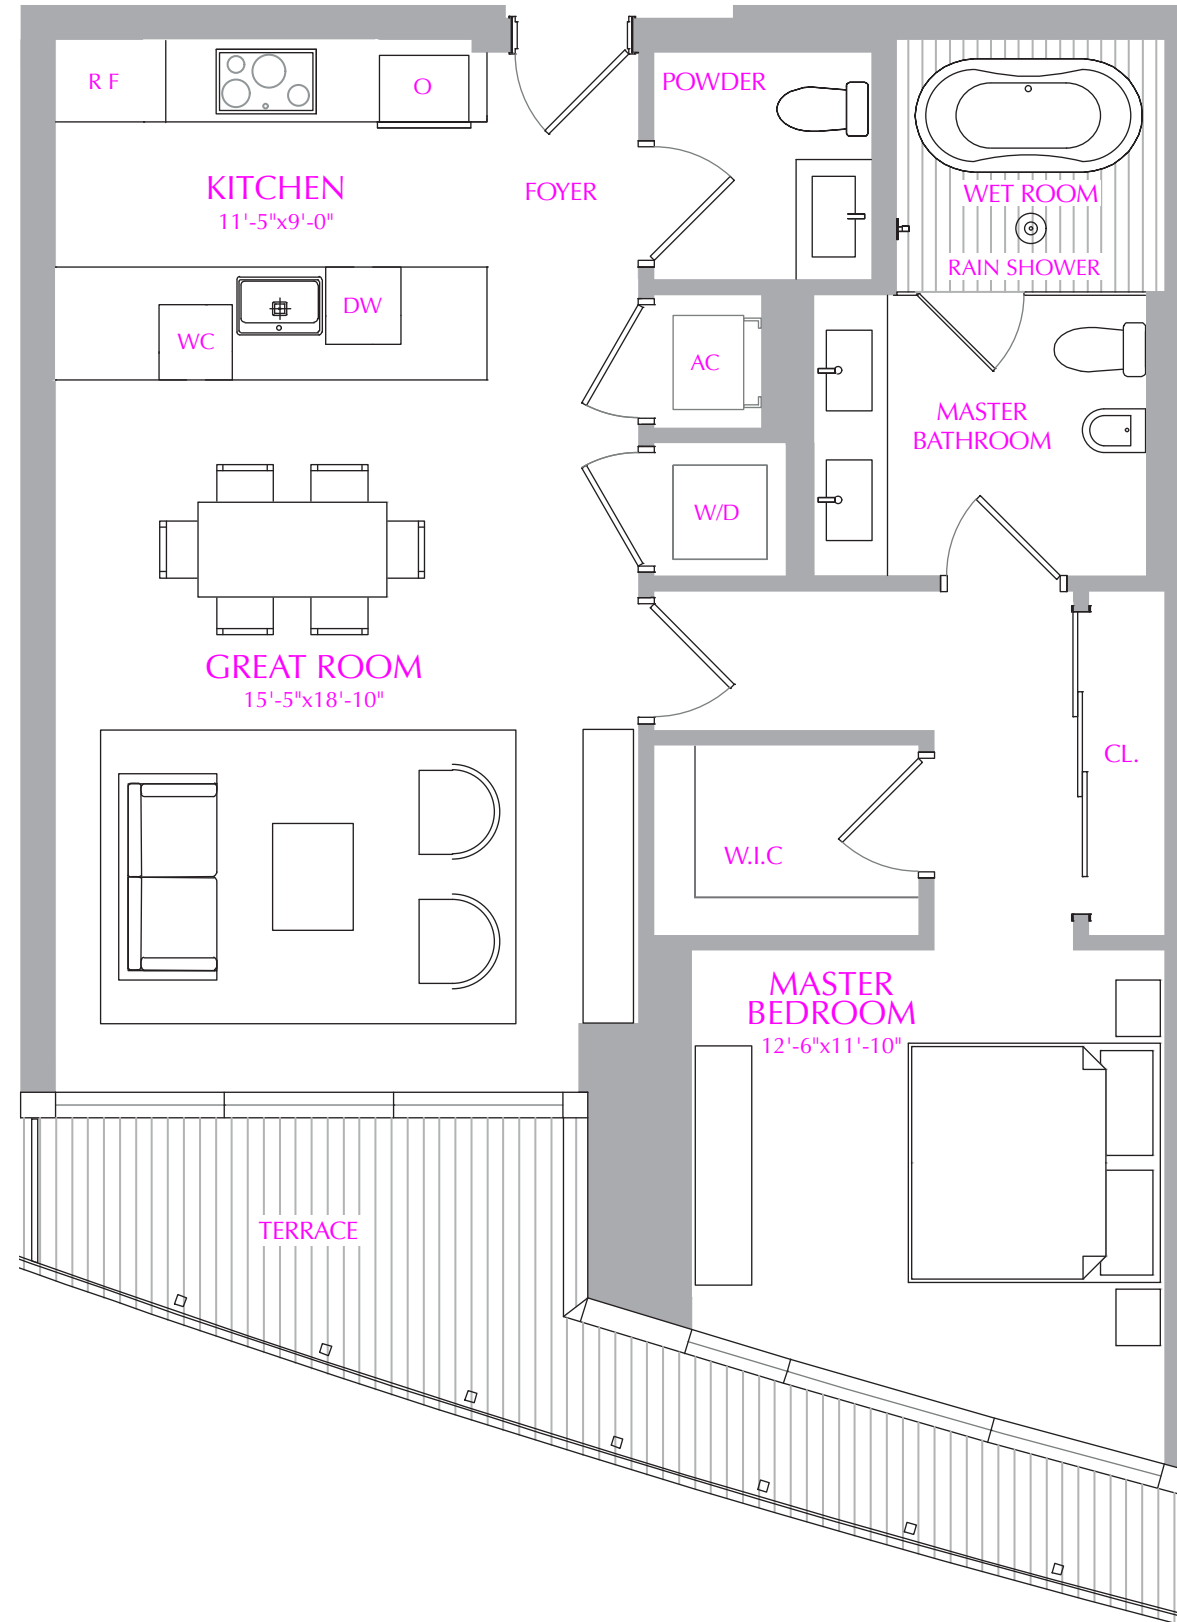 R F
O
POWDER
KITCHEN
11'-5"x9'-0"
FOYER
WET ROOM
RAIN SHOWER
DW
WC
AC
MASTER
BATHROOM
W/D
GREAT ROOM
15'-5"x18'-10"
CL.
W.I.C
MASTER
BEDROOM
12'-6"x11'-10"
TERRACE